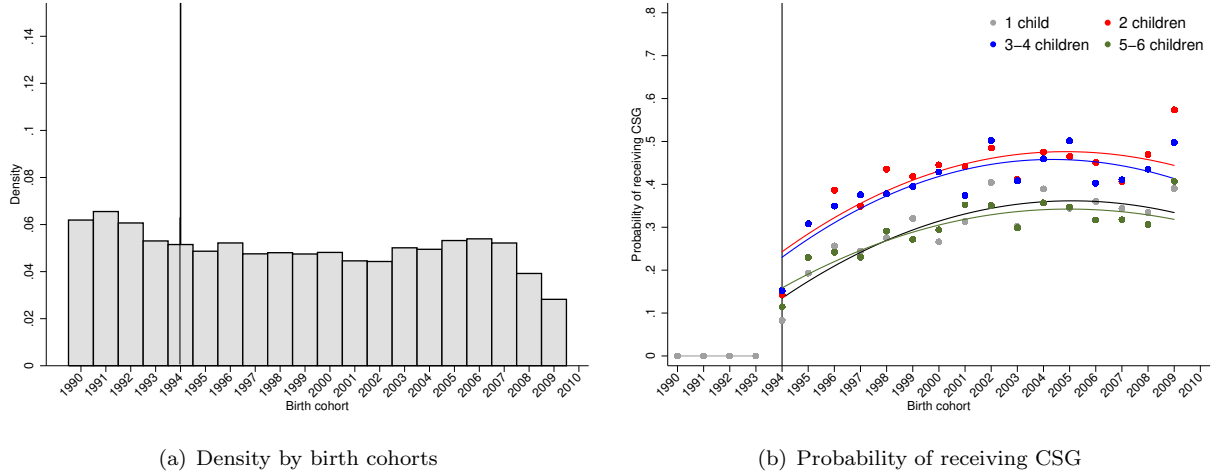 .14
.12
.1
.08
.06
.04
.02
0
Density
1990 1991 1992 1993 1994 1995 1996 1997 1998 1999 2000 2001 2002 2003 2004 2005 2006 2007 2008 2009 2010
Birth cohort
(a) Density by birth cohorts
1 child 2 children
3−4 children 5−6 children
.8
.7
.6
.5
.4
.3
.2
.1
0
Probability of receiving CSG
1990 1991 1992 1993 1994 1995 1996 1997 1998 1999 2000 2001 2002 2003 2004 2005 2006 2007 2008 2009 2010
Birth cohort
(b) Probability of receiving CSG